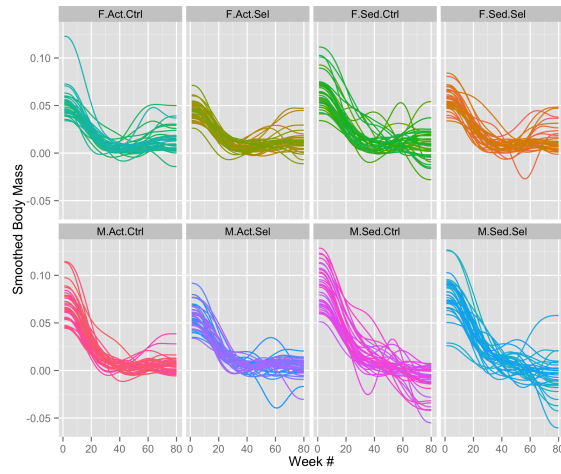 F.Act.Ctrl F.Act.Sel F.Sed.Ctrl F.Sed.Sel
0.10
0.05
0.00
-0.05
Smoothed Body Mass
M.Act.Ctrl M.Act.Sel M.Sed.Ctrl M.Sed.Sel
0.10
0.05
0.00
-0.05
0 20 40 60 80 0 20 40 60 80 0 20 40 60 80 0 20 40 60 80
Week #